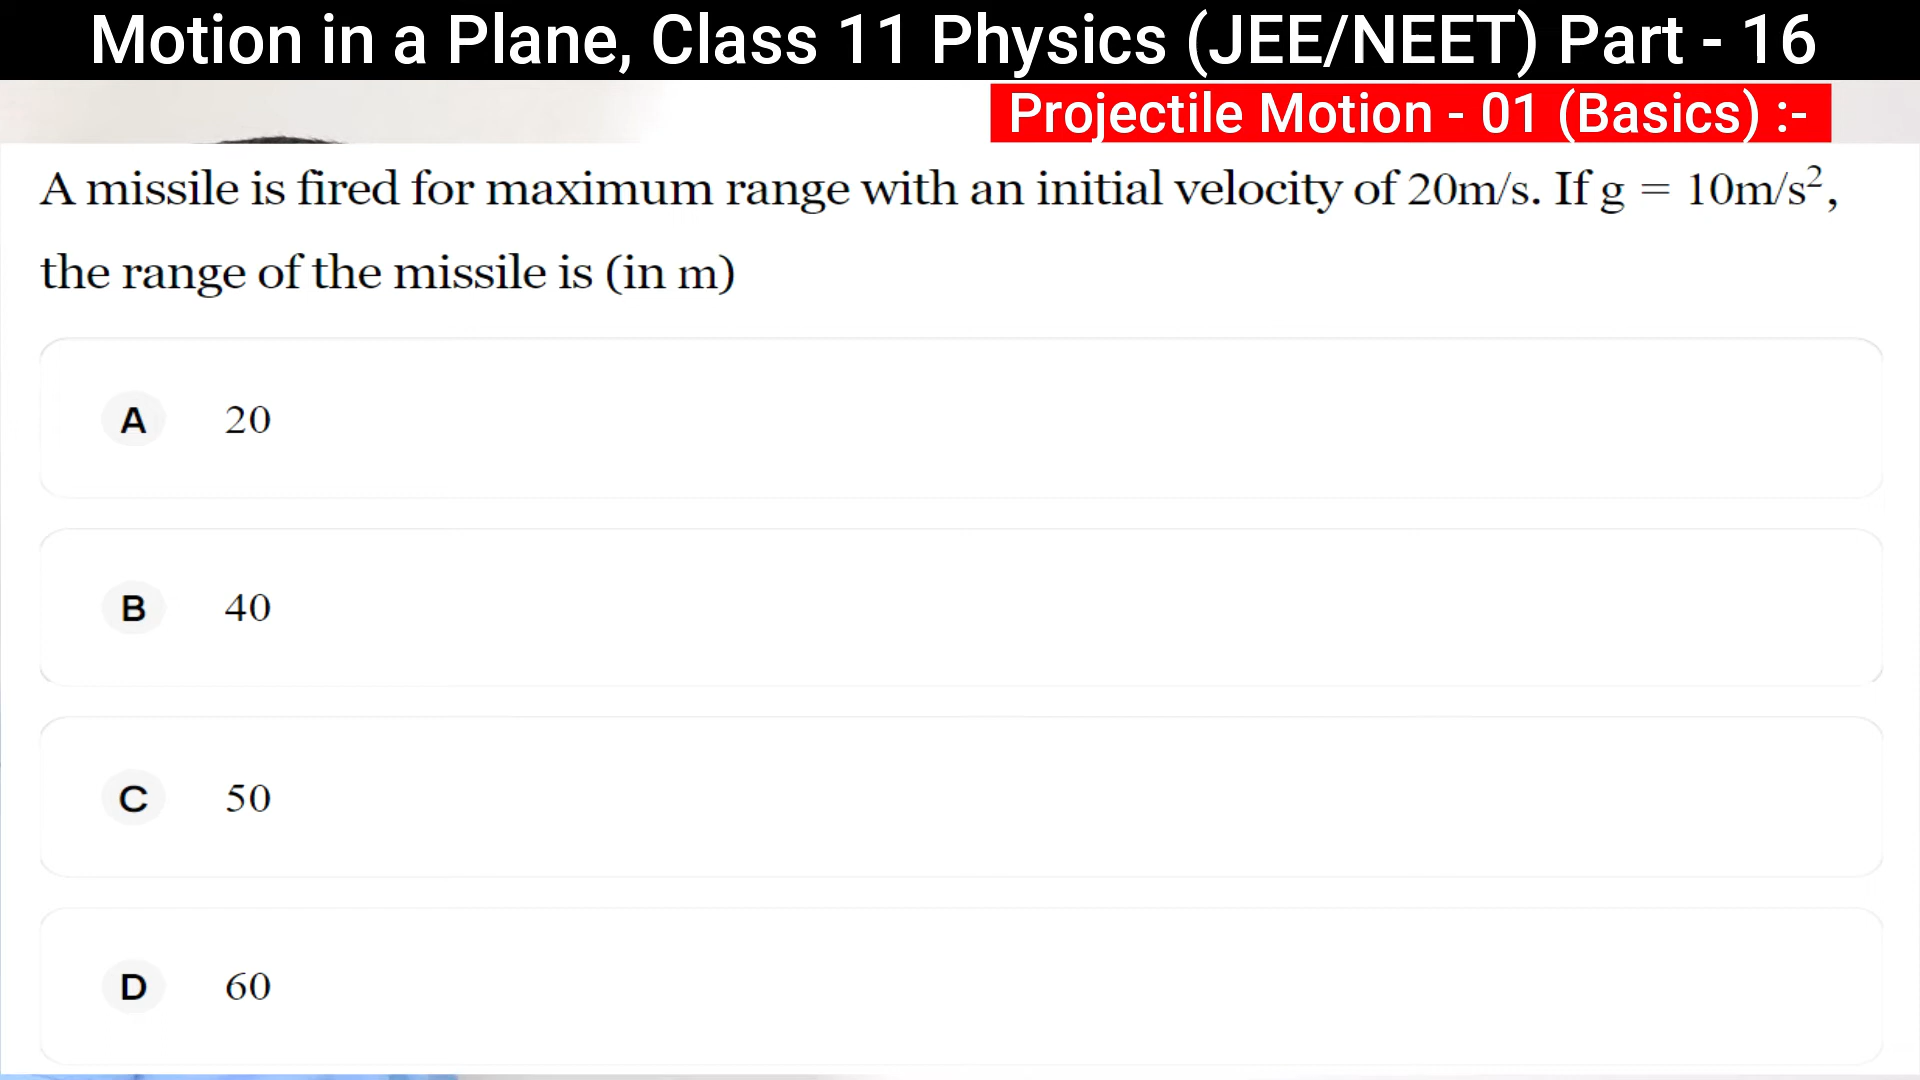 Motion in a Plane, Class 11 Physics (JEE/NEET) Part - 16
Projectile Motion - 01 (Basics) :-
A missile is fired for maximum range with an initial velocity of 20m/s. If g = 10m/s²,
the range of the missile is (in m)
A 20
B 40
C 50
D 60